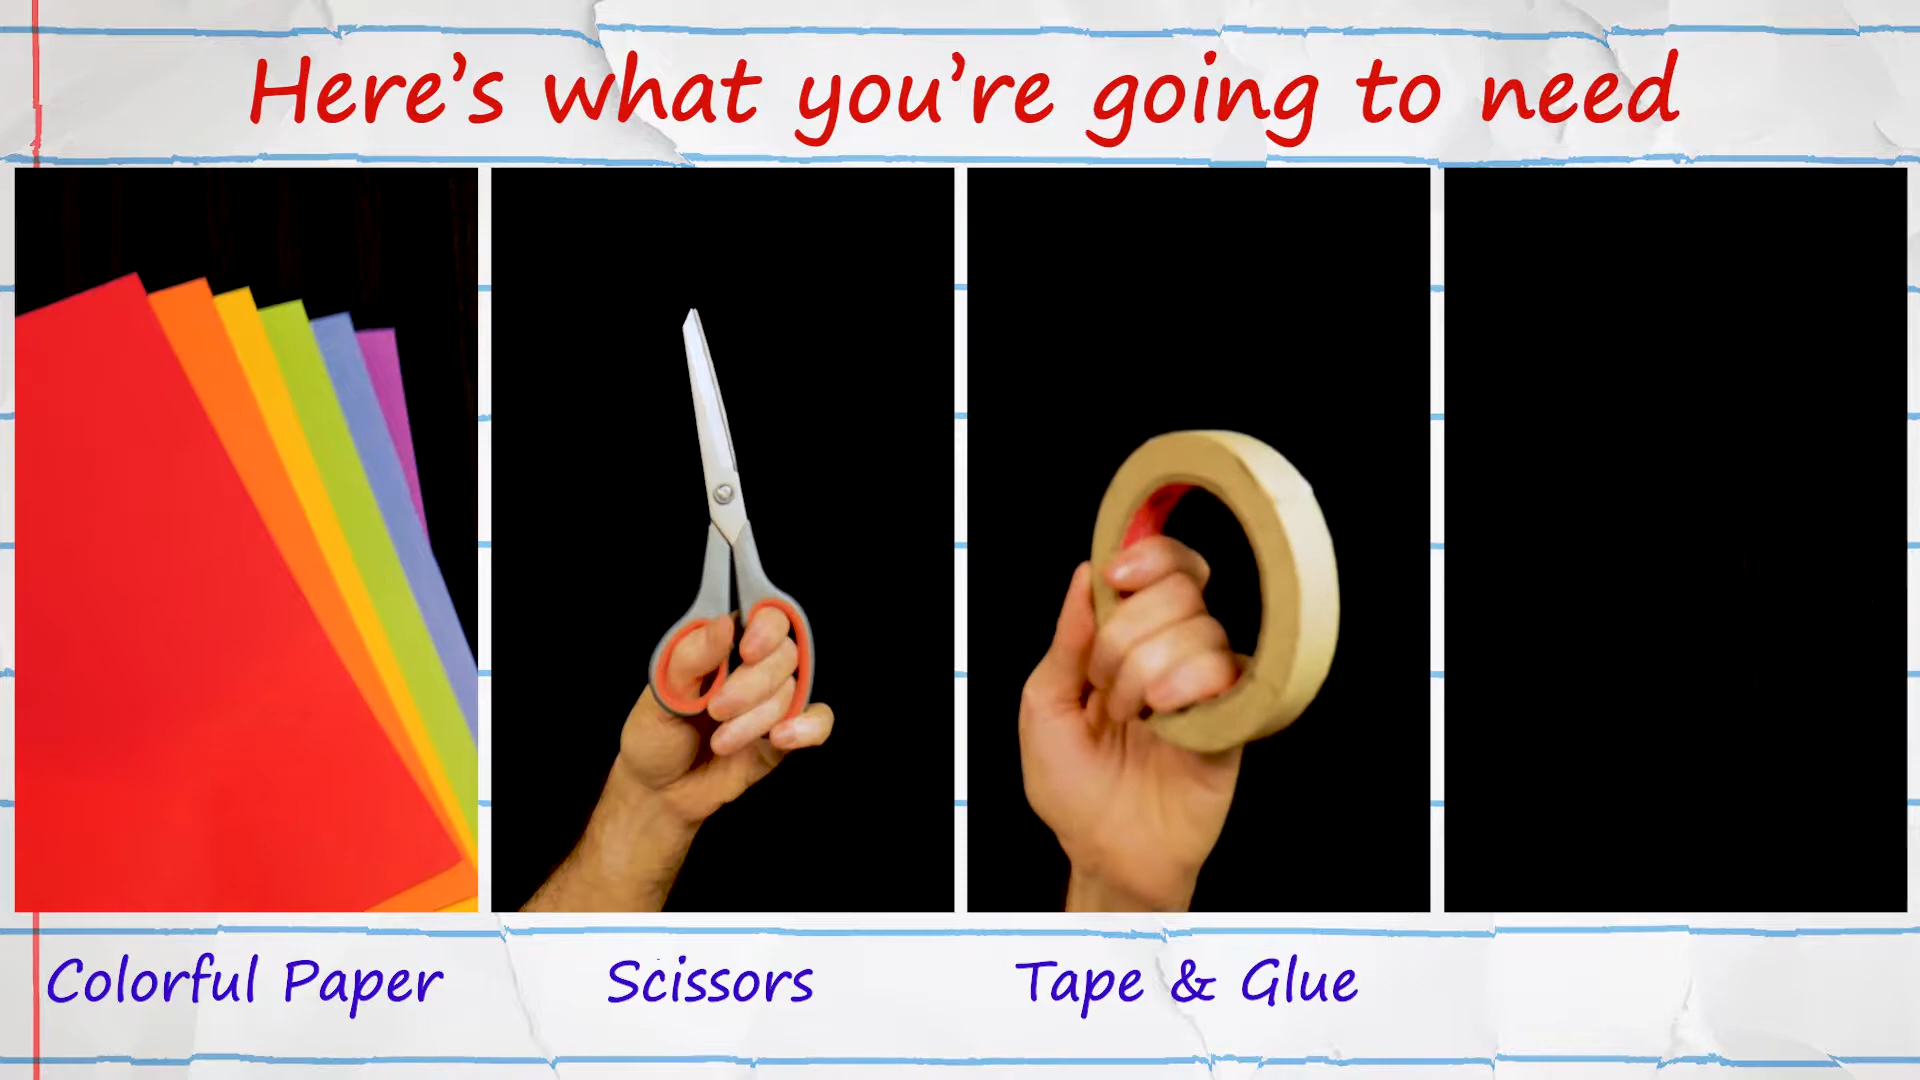 Here’s what you’re going to need
Colorful Paper
Scissors
Tape & Glue